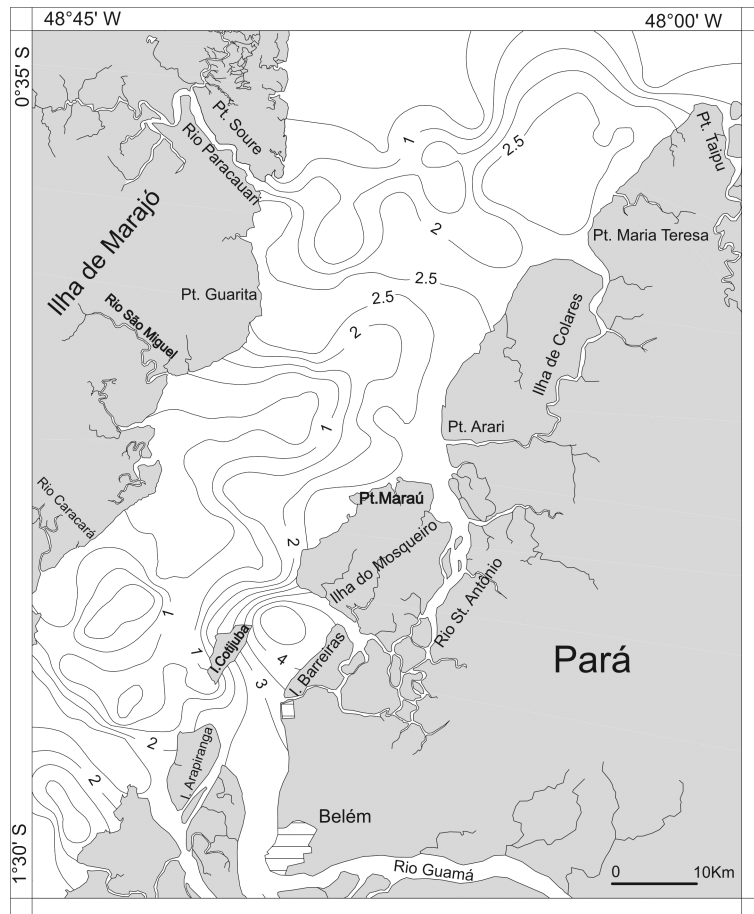 48°45' W
48°00' W
0°35' S
Pt. Soure
Rio Paracauari
1
2.5
Pt. Taipu
Ilha de Marajó
2
Pt. Maria Teresa
Pt. Guarita
2.5
2.5
Rio São Miguel
2
Ilha de Colares
1
Pt. Arari
Rio Caracará
Pt.Maraú
2
Ilha do Mosqueiro
Rio St. Antônio
1
1
I.Cotijuba
4
I. Barreiras
3
Pará
2
2
I. Arapiranga
Belém
1°30' S
Rio Guamá
0 10Km